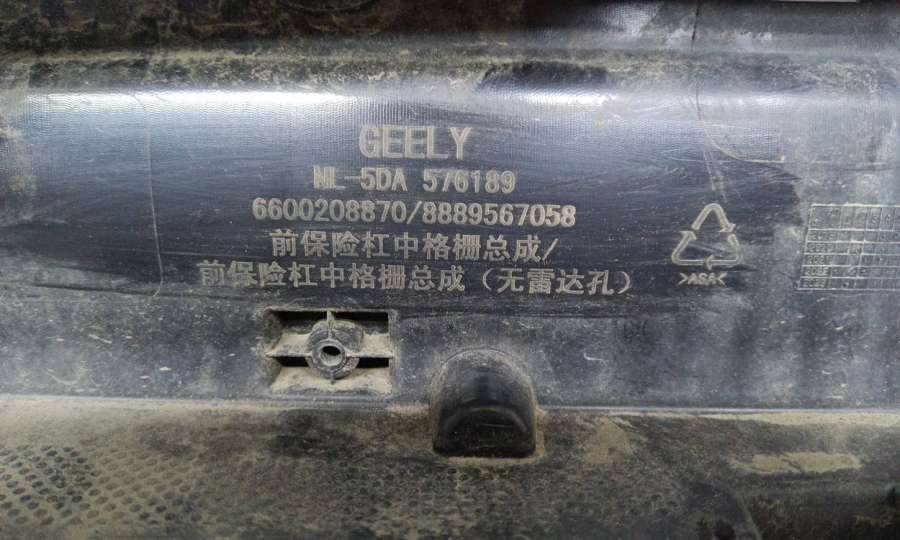 GEELY
NL-5DA 576189
6600208870/8889567058
前保险杠中格栅总成/
前保险杠中格栅总成（无雷达孔）
>ASA<